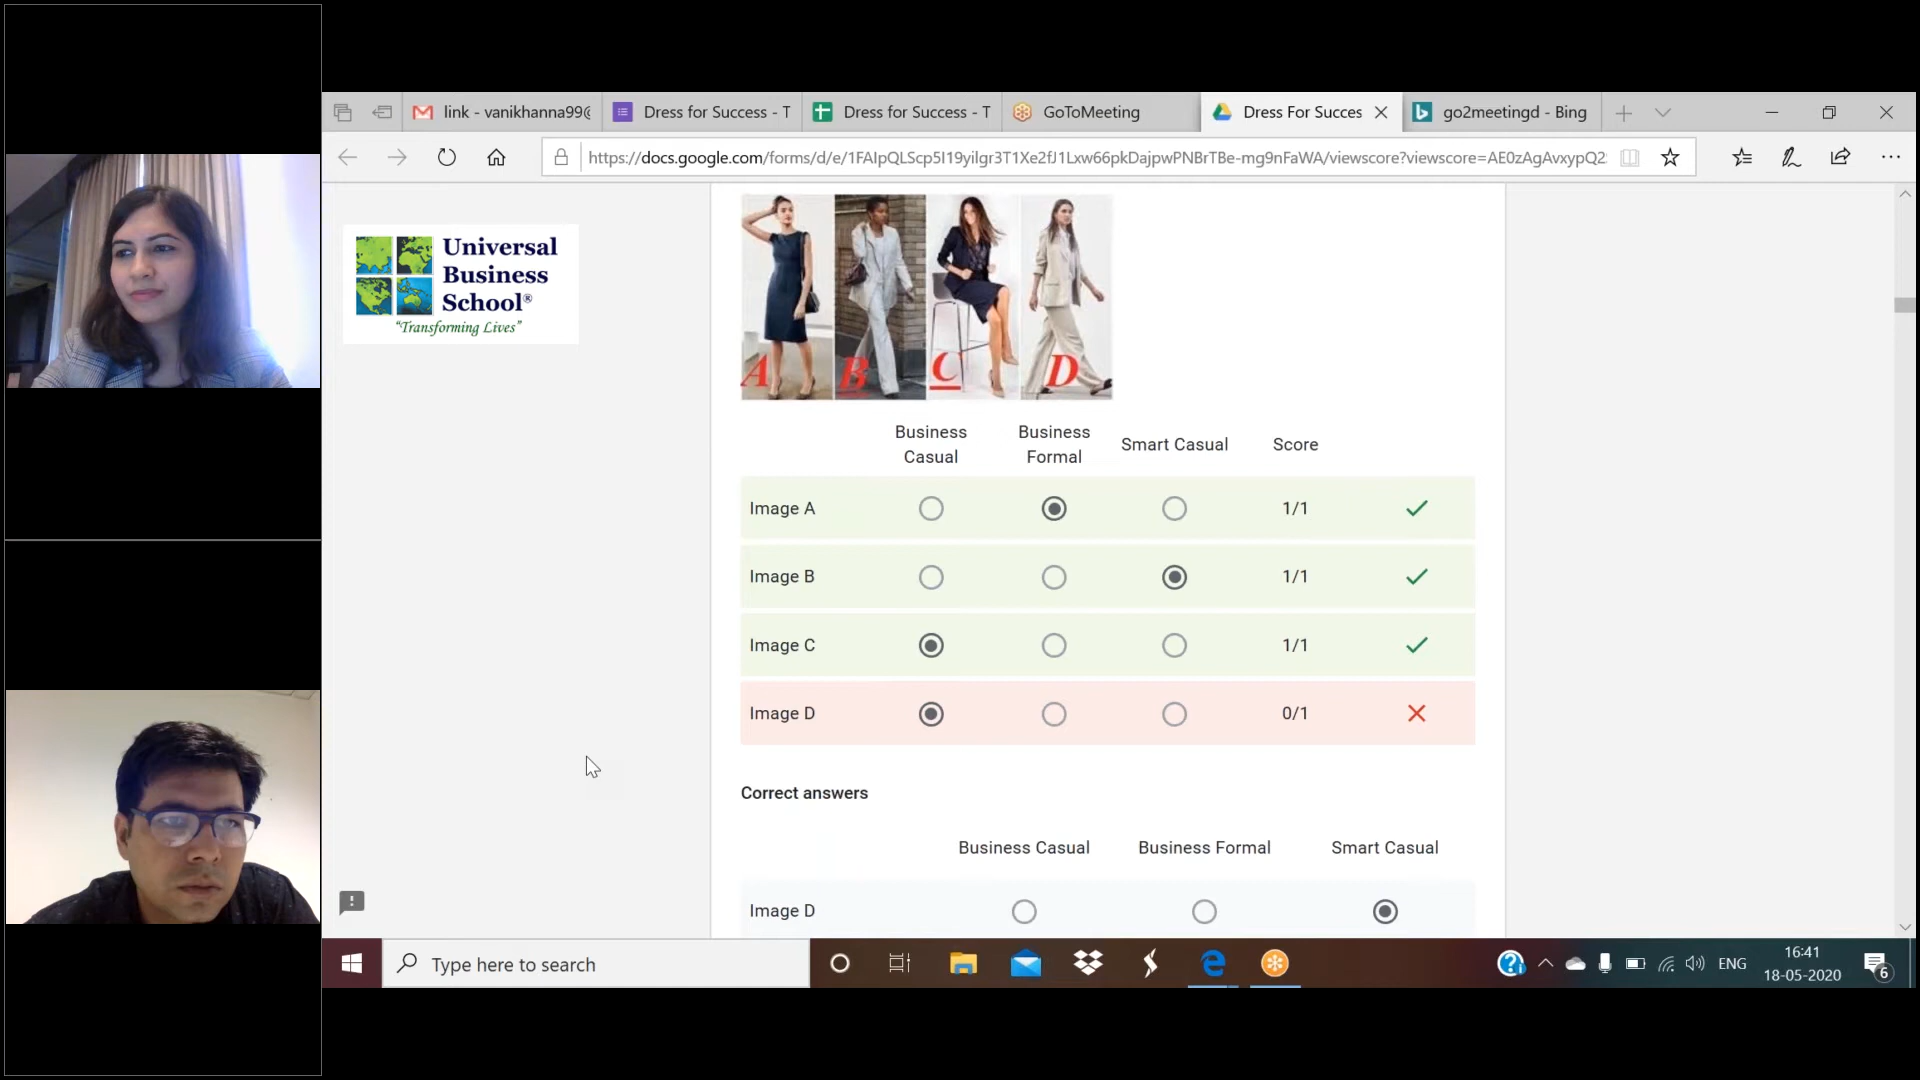 link - vanikhanna99@
Dress for Success - T
Dress for Success - T
GoToMeeting
Dress For Succes
go2meetingd - Bing
https://docs.google.com/forms/d/e/1FAIpQLScp5I19yilgr3T1Xe2fJ1Lxw66pkDajpwPNBrTBe-mg9nFaWA/viewscore?viewscore=AE0zAgAvxypQ2
Universal
Business
School®
"Transforming Lives"
A B C D
Business Casual Business Formal Smart Casual Score
Image A 1/1
Image B 1/1
Image C 1/1
Image D 0/1
Correct answers
Business Casual Business Formal Smart Casual
Image D
Type here to search
ENG
16:41
18-05-2020
6